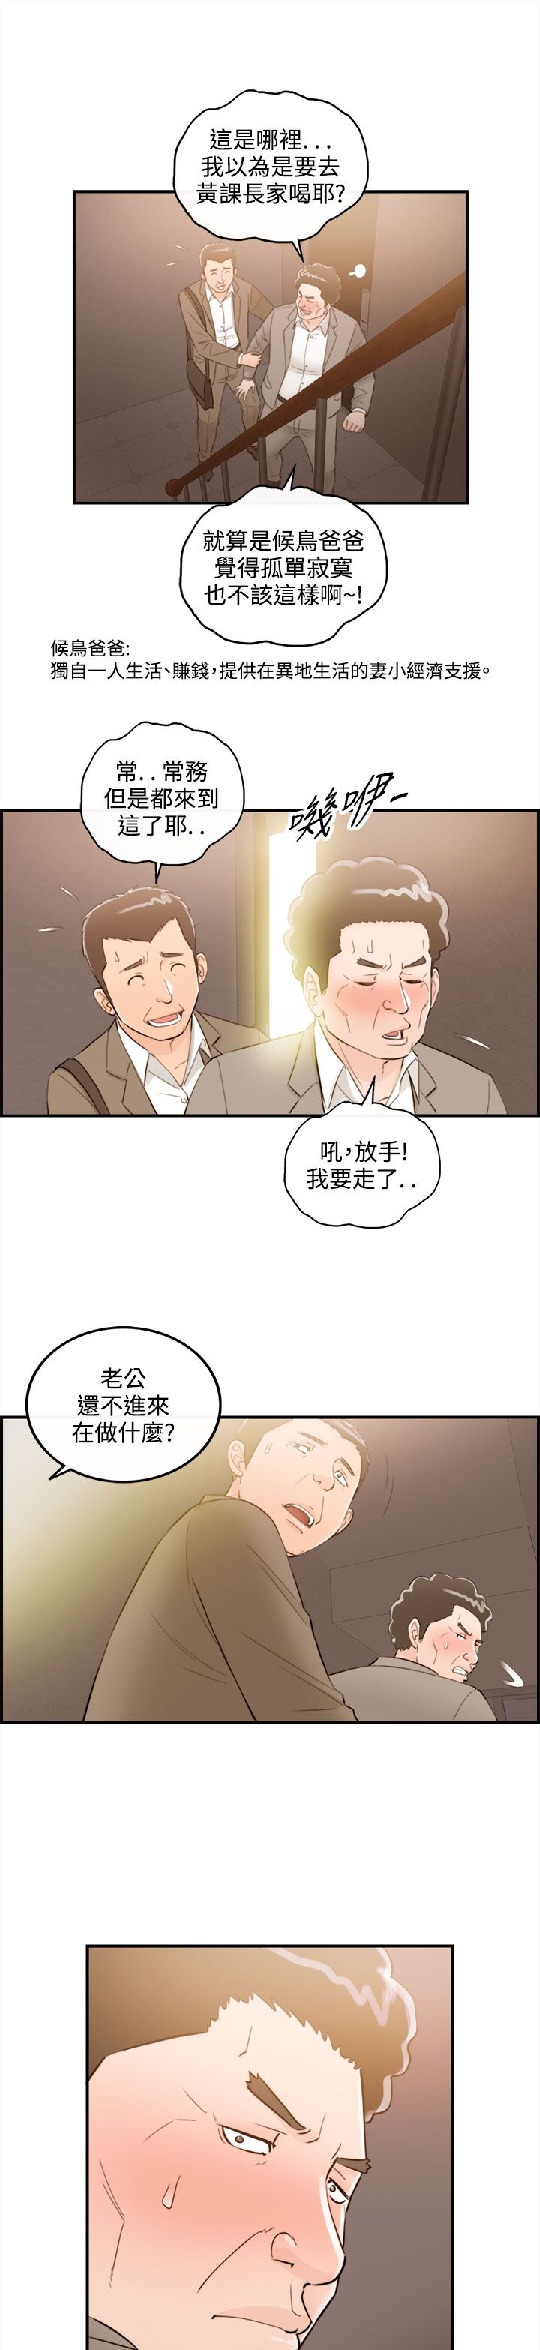 這是哪裡...
我以為是要去
黃課長家喝耶?
就算是候鳥爸爸
覺得孤單寂寞
也不該這樣啊~!
候鳥爸爸:
獨自一人生活、賺錢,提供在異地生活的妻小經濟支援。
常..常務
但是都來到
這了耶..
嘰咿-
吼,放手!
我要走了..
老公
還不進來
在做什麼?